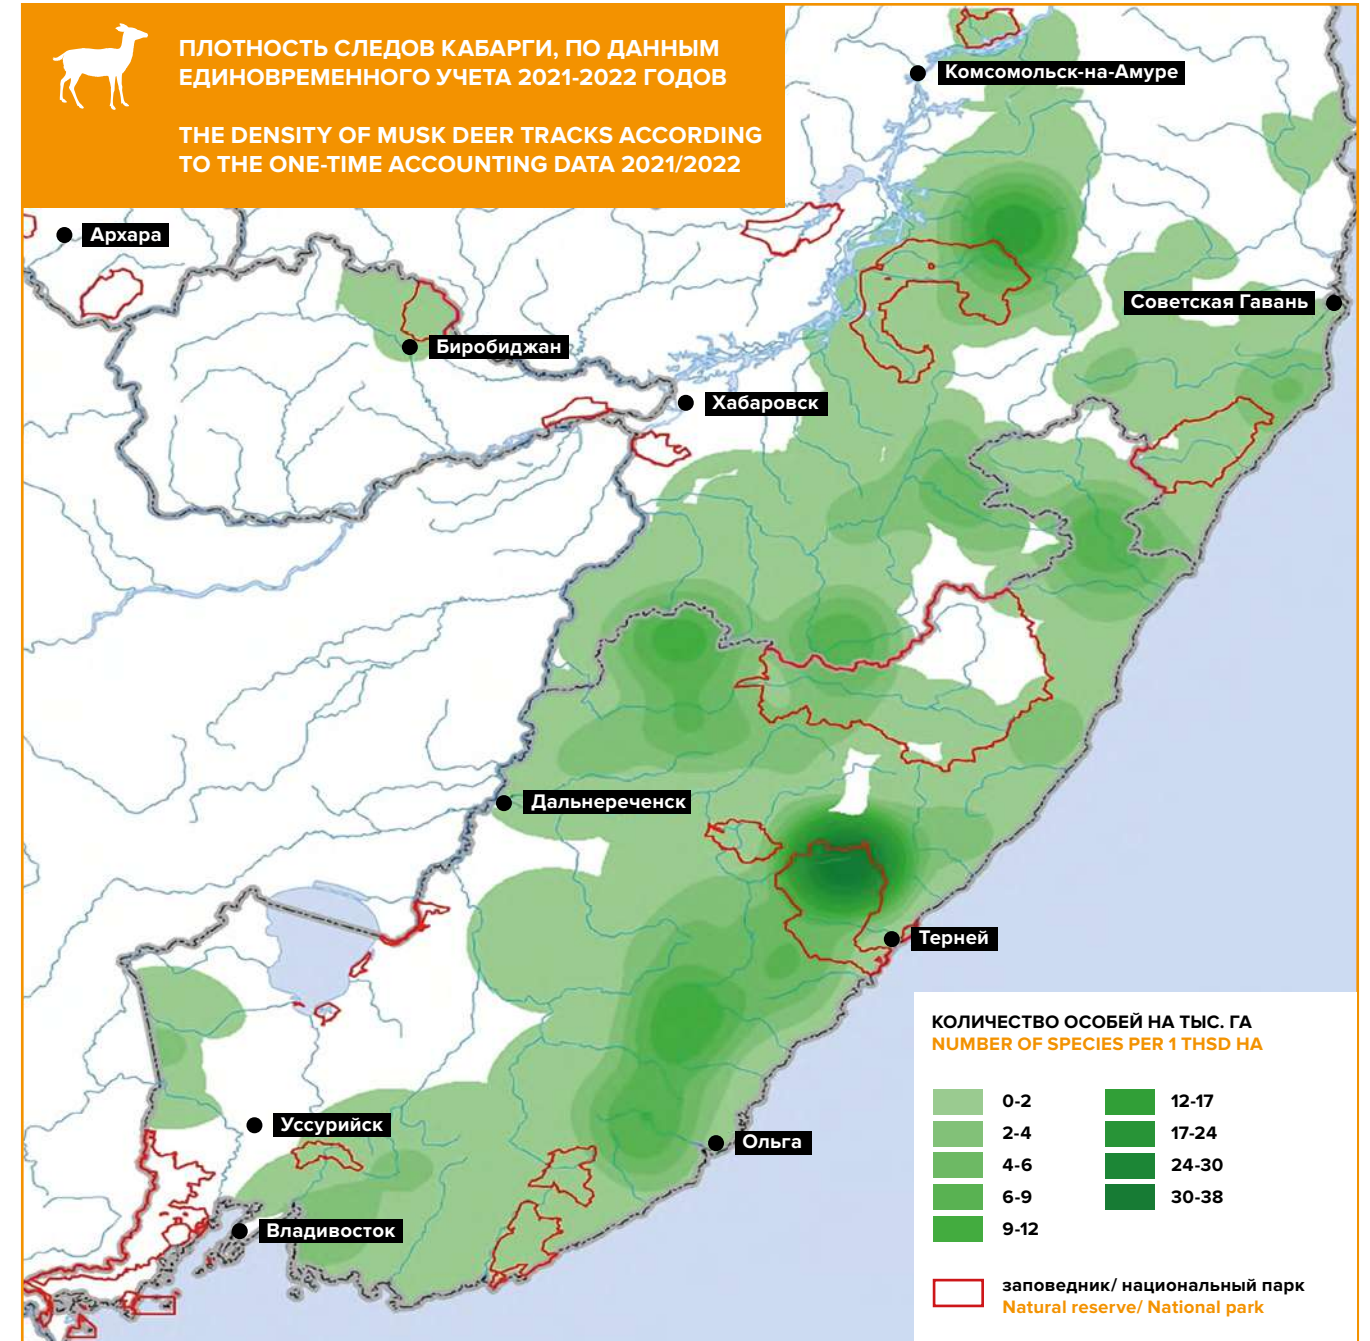 ПЛОТНОСТЬ СЛЕДОВ КАБАРГИ, ПО ДАННЫМ
ЕДИНОВРЕМЕННОГО УЧЕТА 2021-2022 ГОДОВ
THE DENSITY OF MUSK DEER TRACKS ACCORDING
TO THE ONE-TIME ACCOUNTING DATA 2021/2022
Комсомольск-на-Амуре
Архара
Советская Гавань
Биробиджан
Хабаровск
Дальнереченск
Терней
Уссурийск
Ольга
Владивосток
КОЛИЧЕСТВО ОСОБЕЙ НА ТЫС. ГА
NUMBER OF SPECIES PER 1 THSD HA
0-2
2-4
4-6
6-9
9-12
12-17
17-24
24-30
30-38
заповедник/ национальный парк
Natural reserve/ National park